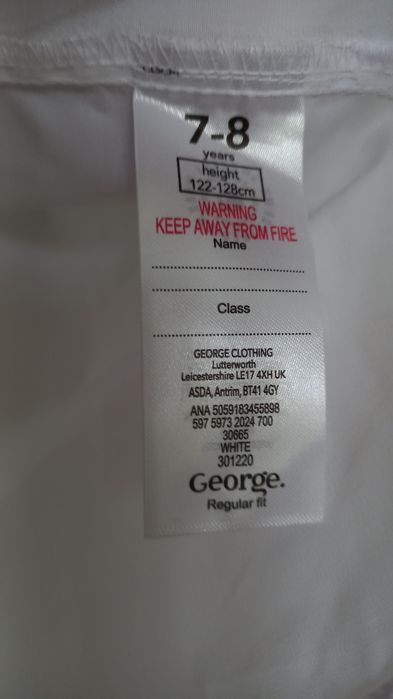 7-8
years
height
122-128cm
WARNING
KEEP AWAY FROM FIRE
Name
Class
GEORGE CLOTHING
Lutterworth
Leicestershire LE17 4XH UK
ASDA, Antrim, BT41 4GY
ANA 5059183455898
597 5973 2024 700
30665
WHITE
301220
George.
Regular fit